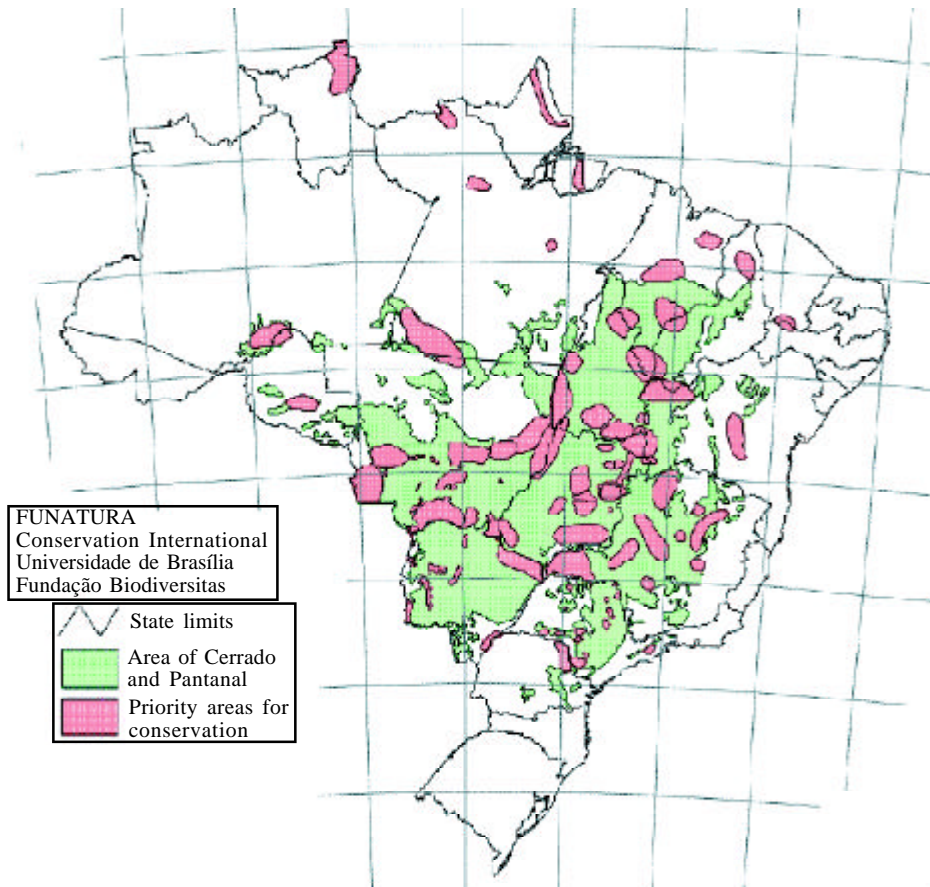 FUNATURA
Conservation International
Universidade de Brasília
Fundação Biodiversitas
State limits
Area of Cerrado
and Pantanal
Priority areas for
conservation